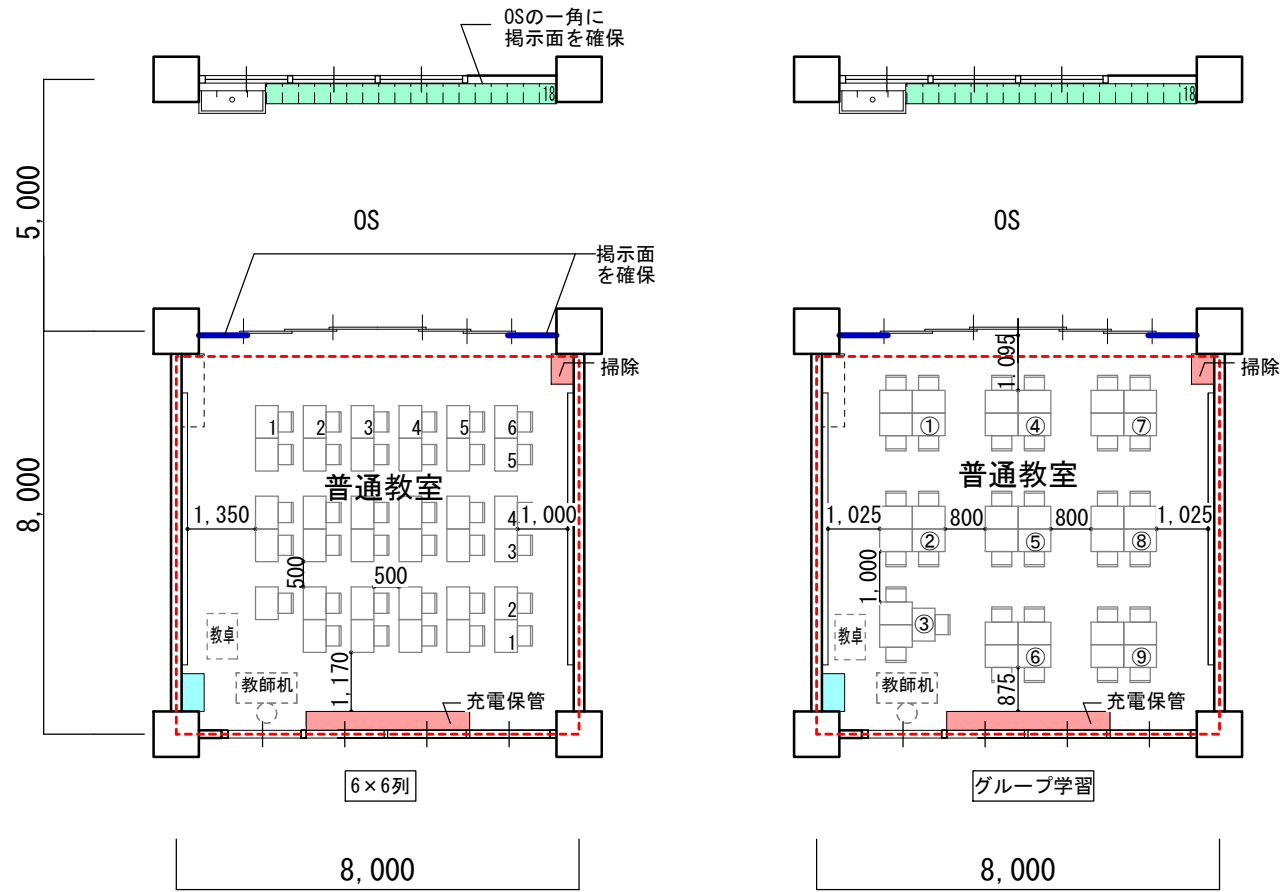 OSの一角に
掲示面を確保
18
18
5,000
OS
OS
掲示面
を確保
掃除
1,095
掃除
8,000
1
2
3
4
5
6
5
①
④
⑦
普通教室
普通教室
1,350
4
1,000
3
1,025
②
800
⑤
800
⑧
1,025
500
500
1,000
2
1
教卓
1,170
教卓
③
⑥
⑨
875
教師机
充電保管
教師机
充電保管
6×6列
グループ学習
8,000
8,000